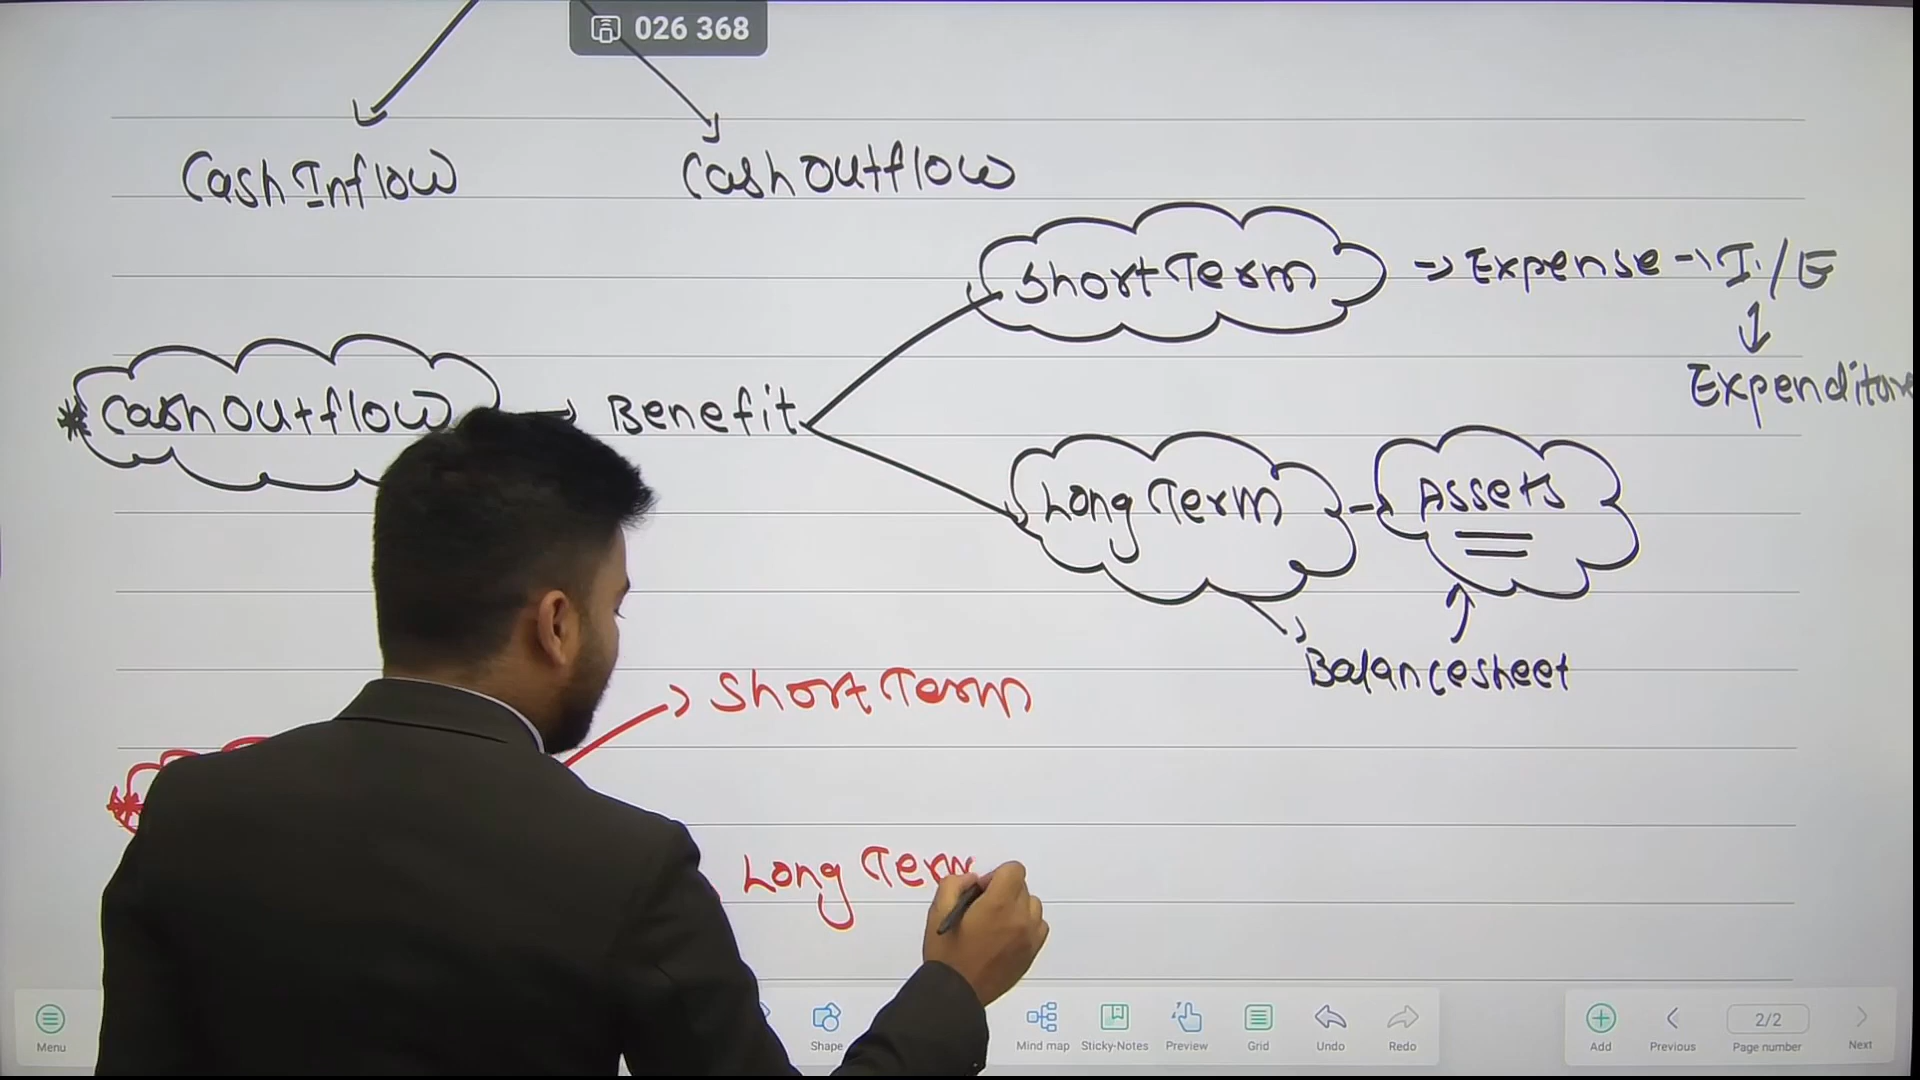 026 368
Cash Inflow
Cash outflow
Short Term → Expense → I/E
↓
Expenditure
* Cash outflow → Benefit
Long Term → Assets
Balancesheet
Short Term
Long Term
Menu
Shape
Mind map
Sticky-Notes
Preview
Grid
Undo
Redo
Add
Previous
2/2
Page number
Next